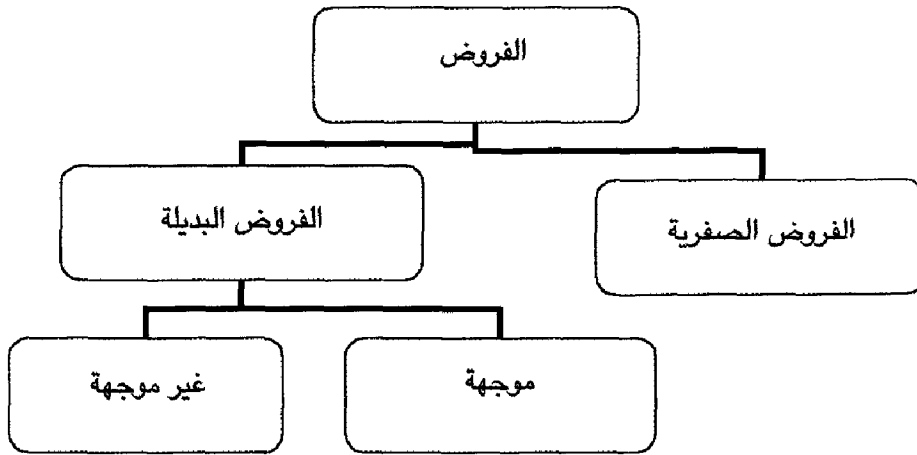 الفروض
الفروض الصفرية
الفروض البديلة
موجهة
غير موجهة